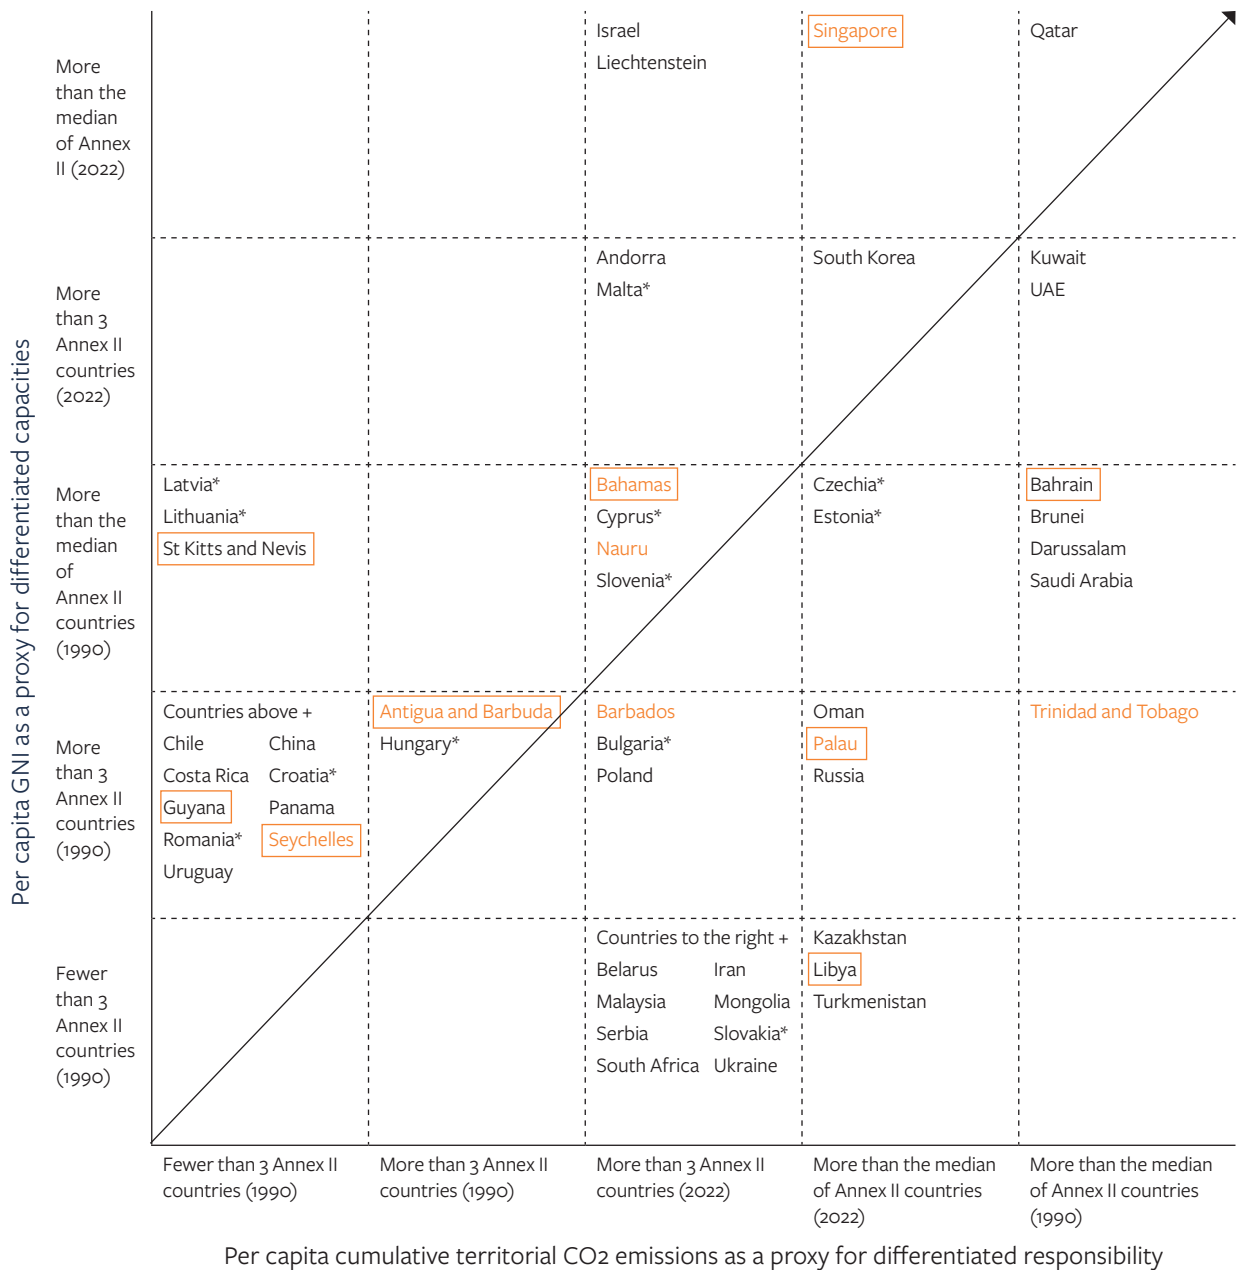 Per capita GNI as a proxy for differentiated capacities
More
than the
median
of Annex
II (2022)
Israel
Liechtenstein
Singapore
Qatar
More
than 3
Annex II
countries
(2022)
Andorra
Malta*
South Korea
Kuwait
UAE
More
than the
median
of
Annex II
countries
(1990)
Latvia*
Lithuania*
St Kitts and Nevis
Bahamas
Cyprus*
Nauru
Slovenia*
Czechia*
Estonia*
Bahrain
Brunei
Darussalam
Saudi Arabia
More
than 3
Annex II
countries
(1990)
Countries above +
Chile China
Costa Rica Croatia*
Guyana Panama
Romania* Seychelles
Uruguay
Antigua and Barbuda
Hungary*
Barbados
Bulgaria*
Poland
Oman
Palau
Russia
Trinidad and Tobago
Fewer
than 3
Annex II
countries
(1990)
Countries to the right +
Belarus Iran
Malaysia Mongolia
Serbia Slovakia*
South Africa Ukraine
Kazakhstan
Libya
Turkmenistan
Fewer than 3 Annex II
countries (1990)
More than 3 Annex II
countries (1990)
More than 3 Annex II
countries (2022)
More than the median
of Annex II countries
(2022)
More than the median
of Annex II countries
(1990)
Per capita cumulative territorial CO2 emissions as a proxy for differentiated responsibility